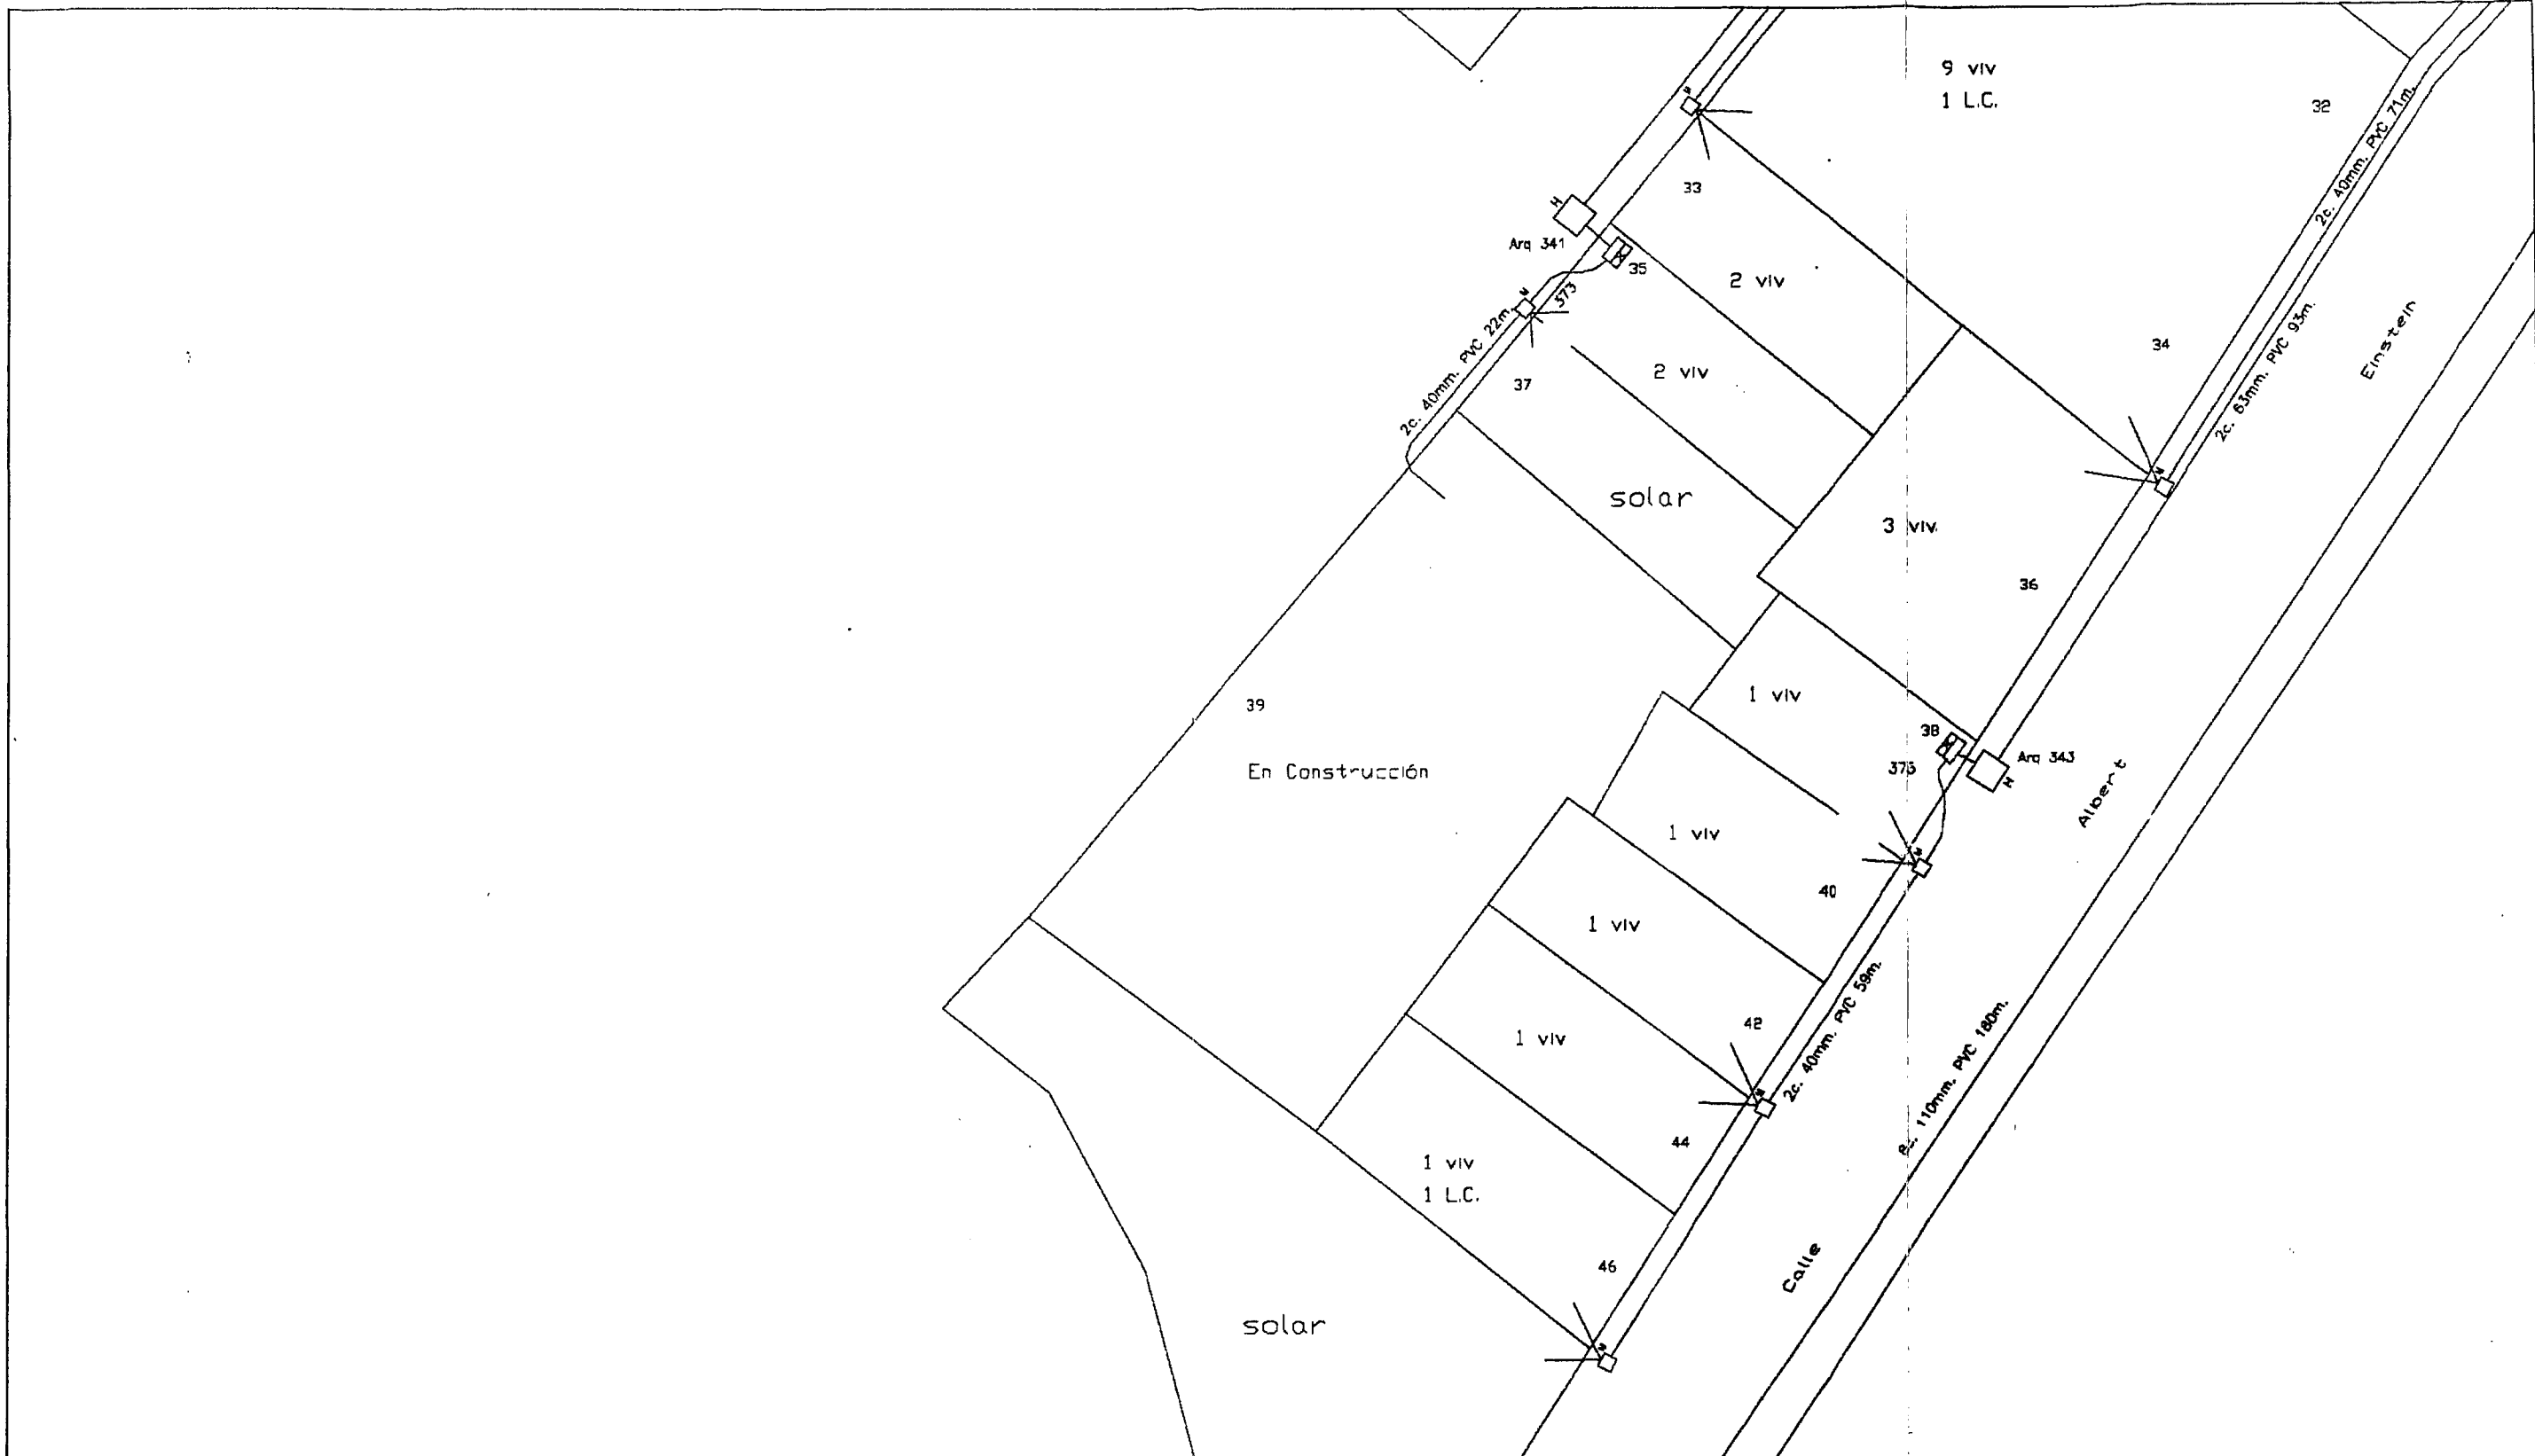 9 viv
1 L.C.
32
2c. 40mm. PVC 71m.
33
H
Arq 341
35
2 viv
M
373
2c. 40mm. PVC 22m.
37
2 viv
34
2c. 63mm. PVC 93m.
Einstein
solar
3 viv.
36
1 viv
39
En Construcción
38
Arq 343
H
Albert
1 viv
40
1 viv
42
2c. 40mm. PVC 59m.
110mm. PVC 180m.
1 viv
44
1 viv
1 L.C.
46
Calle
solar